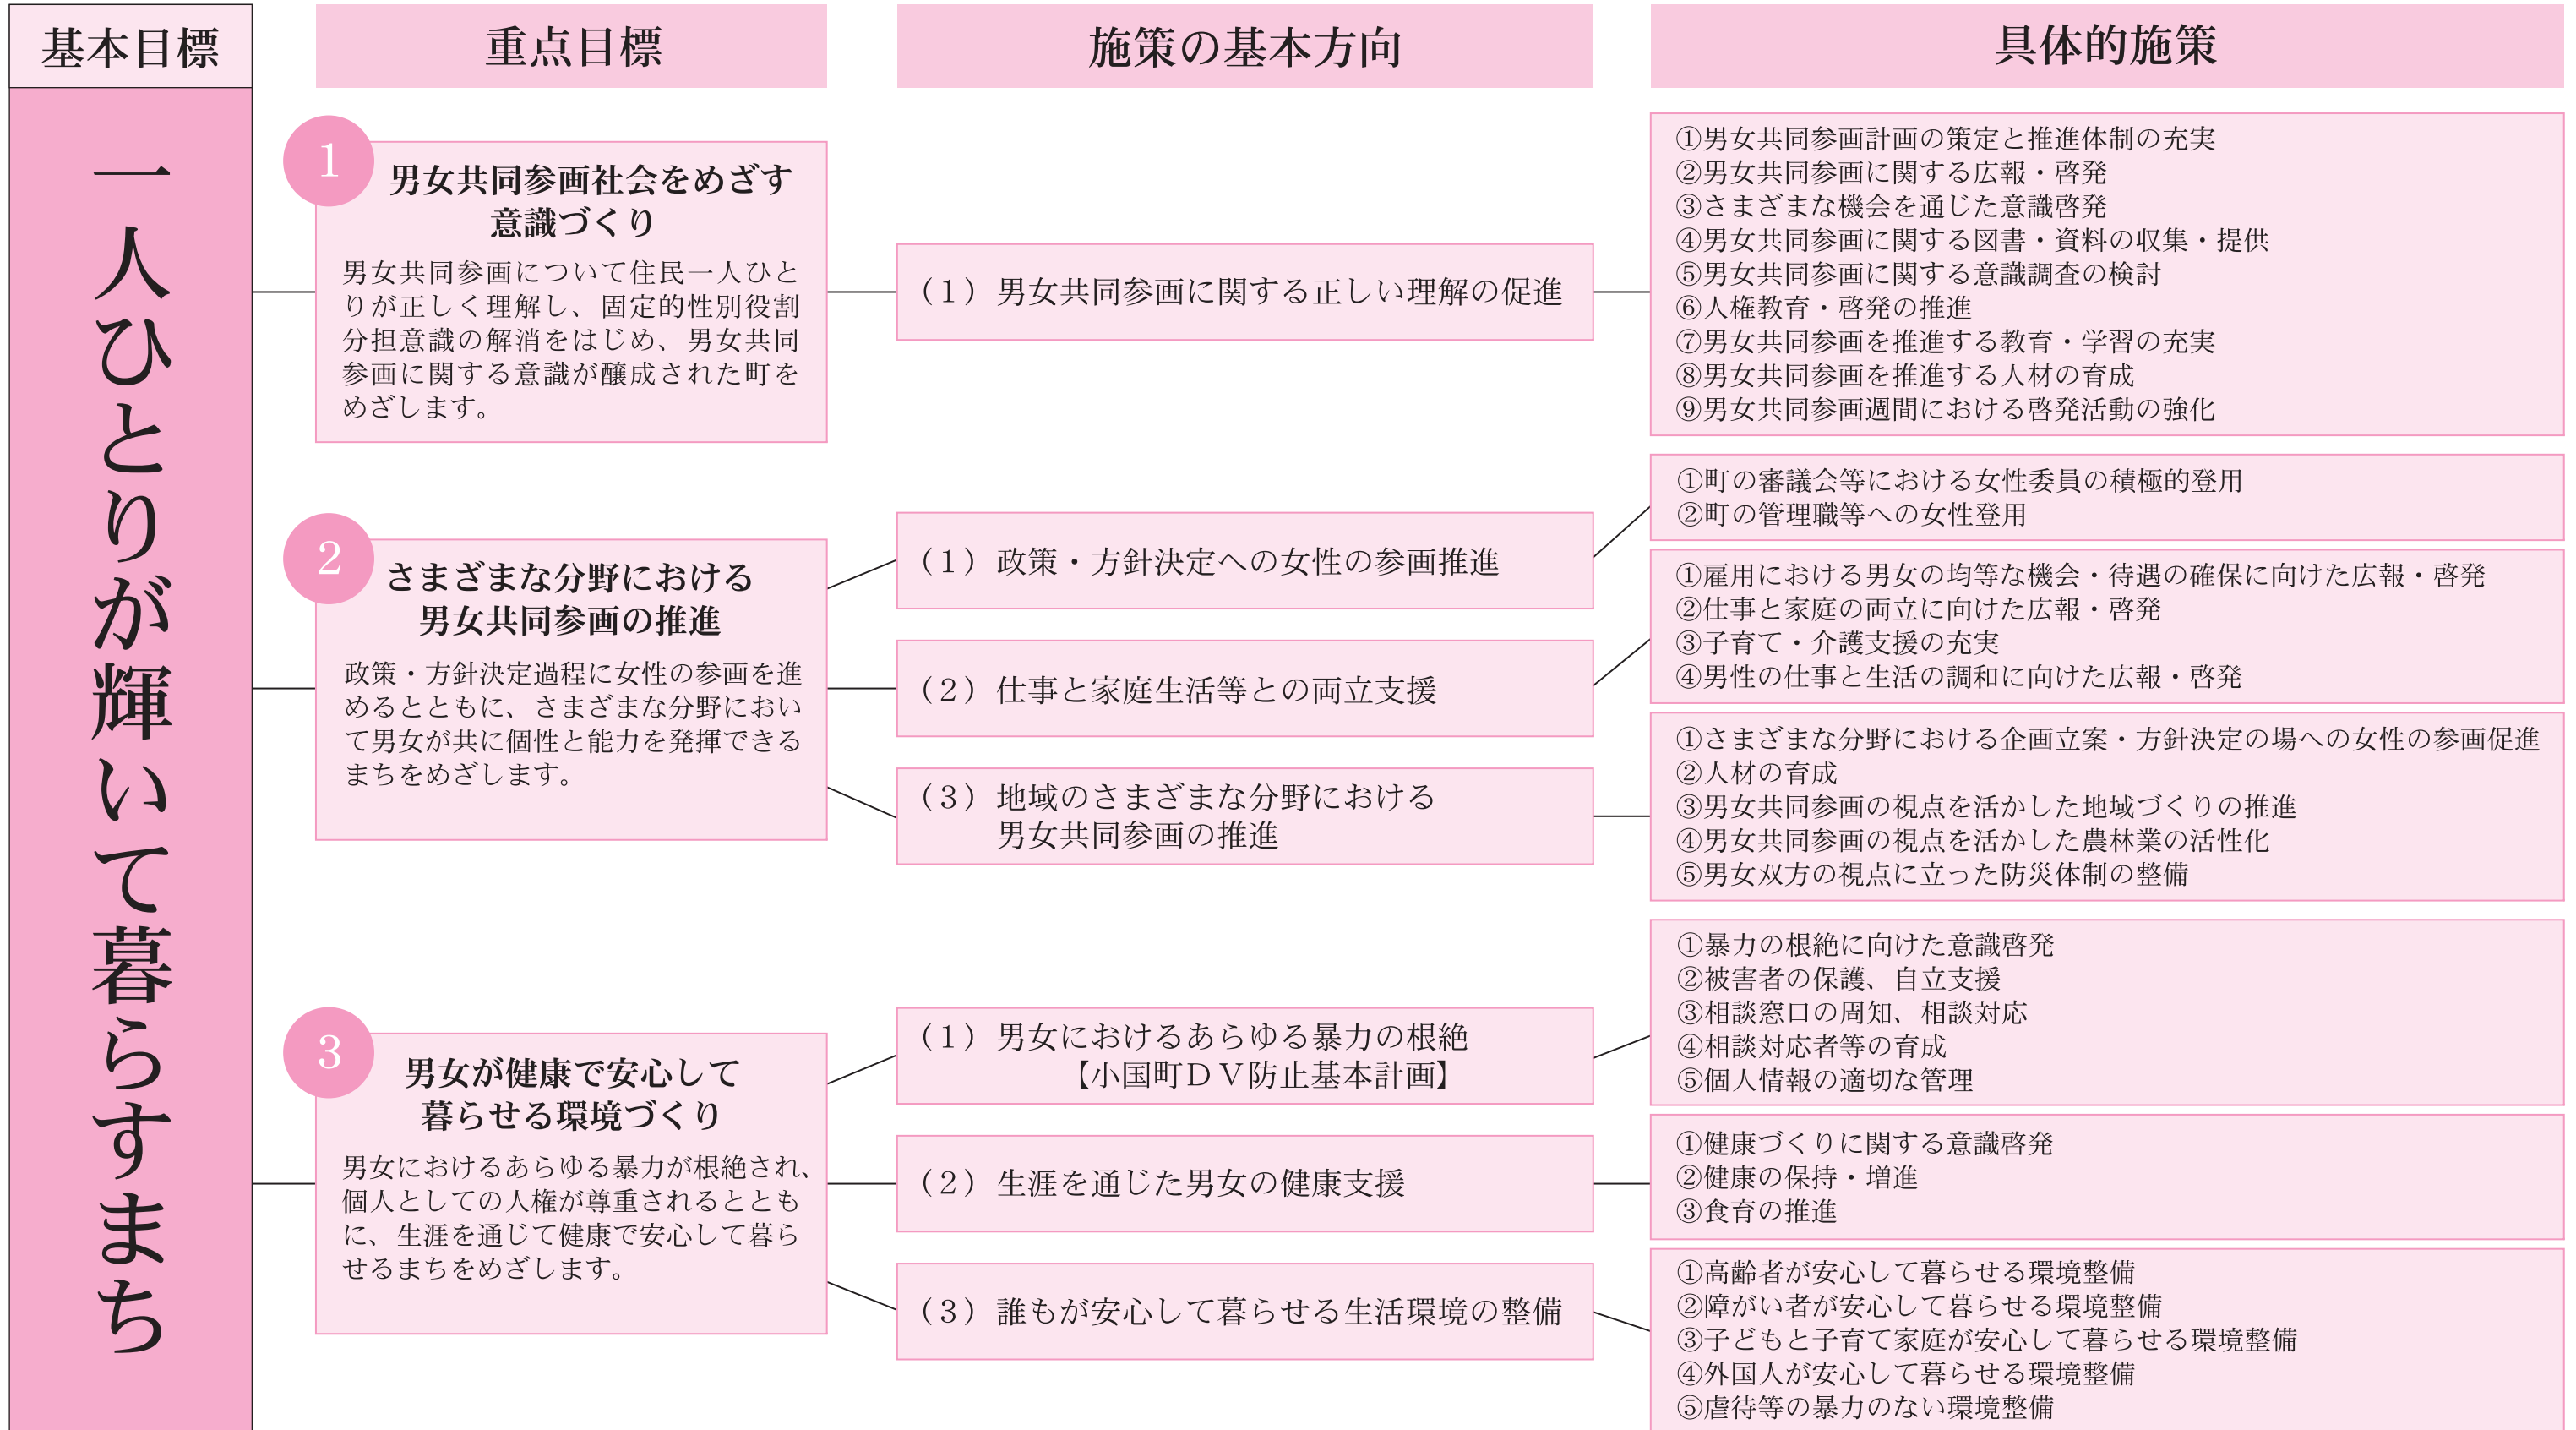 基本目標
重点目標
施策の基本方向
具体的施策
一人ひとりが輝いて暮らすまち
1
男女共同参画社会をめざす
意識づくり
男女共同参画について住民一人ひと
りが正しく理解し、固定的性別役割
分担意識の解消をはじめ、男女共同
参画に関する意識が醸成された町を
めざします。
（１）男女共同参画に関する正しい理解の促進
①男女共同参画計画の策定と推進体制の充実
②男女共同参画に関する広報・啓発
③さまざまな機会を通じた意識啓発
④男女共同参画に関する図書・資料の収集・提供
⑤男女共同参画に関する意識調査の検討
⑥人権教育・啓発の推進
⑦男女共同参画を推進する教育・学習の充実
⑧男女共同参画を推進する人材の育成
⑨男女共同参画週間における啓発活動の強化
2
さまざまな分野における
男女共同参画の推進
政策・方針決定過程に女性の参画を進
めるとともに、さまざまな分野におい
て男女が共に個性と能力を発揮できる
まちをめざします。
（１）政策・方針決定への女性の参画推進
①町の審議会等における女性委員の積極的登用
②町の管理職等への女性登用
（２）仕事と家庭生活等との両立支援
①雇用における男女の均等な機会・待遇の確保に向けた広報・啓発
②仕事と家庭の両立に向けた広報・啓発
③子育て・介護支援の充実
④男性の仕事と生活の調和に向けた広報・啓発
（３）地域のさまざまな分野における
男女共同参画の推進
①さまざまな分野における企画立案・方針決定の場への女性の参画促進
②人材の育成
③男女共同参画の視点を活かした地域づくりの推進
④男女共同参画の視点を活かした農林業の活性化
⑤男女双方の視点に立った防災体制の整備
3
男女が健康で安心して
暮らせる環境づくり
男女におけるあらゆる暴力が根絶され、
個人としての人権が尊重されるととも
に、生涯を通じて健康で安心して暮ら
せるまちをめざします。
（１）男女におけるあらゆる暴力の根絶
【小国町ＤＶ防止基本計画】
①暴力の根絶に向けた意識啓発
②被害者の保護、自立支援
③相談窓口の周知、相談対応
④相談対応者等の育成
⑤個人情報の適切な管理
（２）生涯を通じた男女の健康支援
①健康づくりに関する意識啓発
②健康の保持・増進
③食育の推進
（３）誰もが安心して暮らせる生活環境の整備
①高齢者が安心して暮らせる環境整備
②障がい者が安心して暮らせる環境整備
③子どもと子育て家庭が安心して暮らせる環境整備
④外国人が安心して暮らせる環境整備
⑤虐待等の暴力のない環境整備